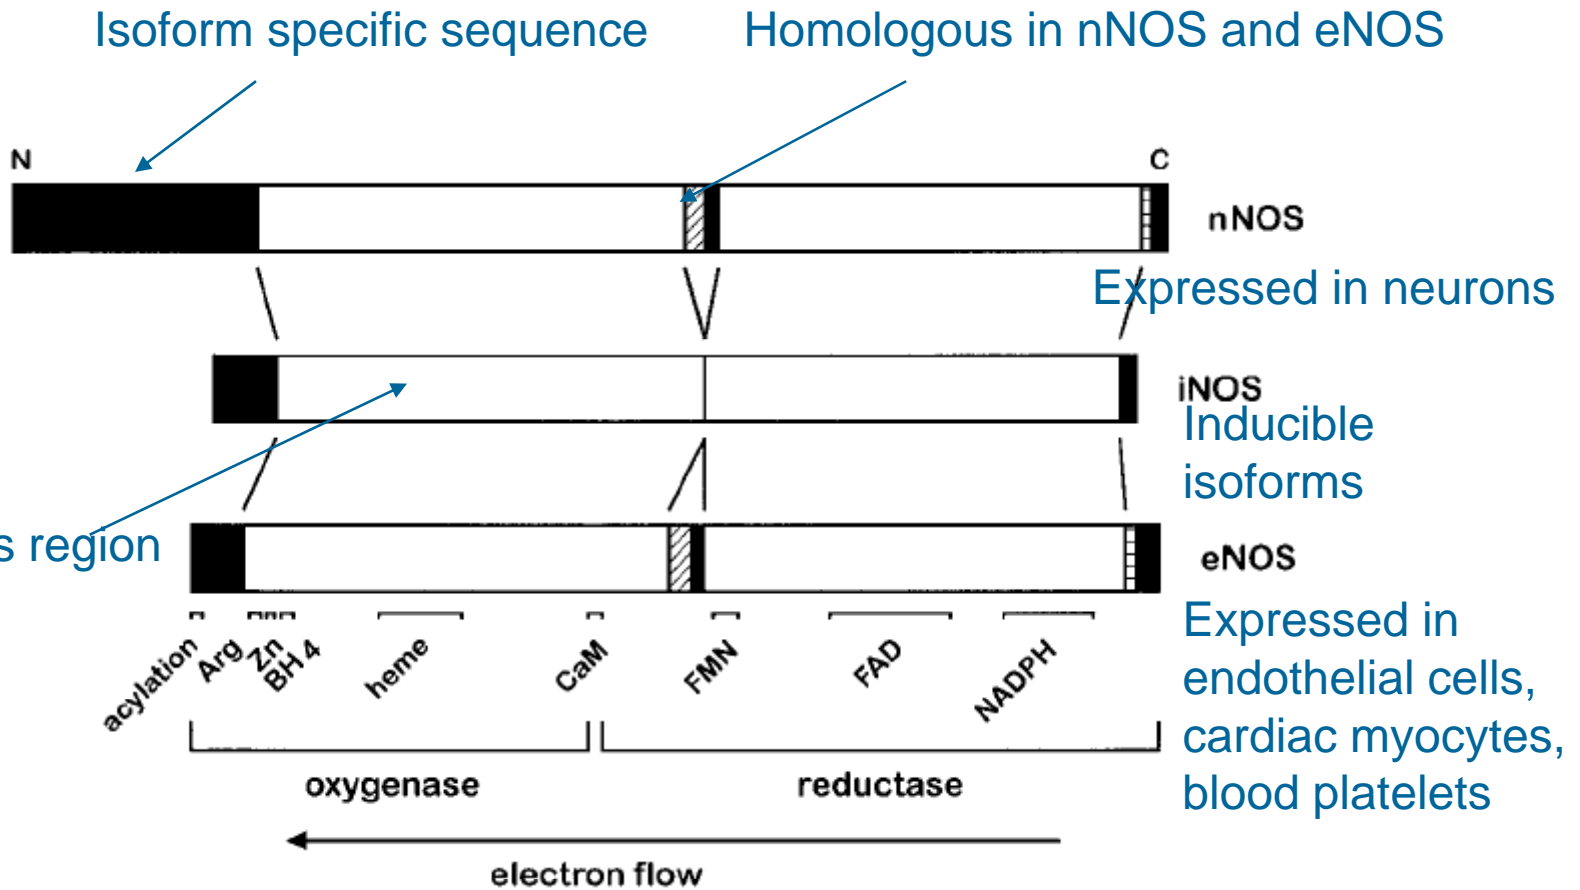 Isoform specific sequence
Homologous in nNOS and eNOS
N
C
nNOS
Expressed in neurons
iNOS
Inducible
isoforms
s region
eNOS
Expressed in
endothelial cells,
cardiac myocytes,
blood platelets
acylation
Arg
Zn
BH4
heme
CaM
FMN
FAD
NADPH
oxygenase
reductase
electron flow